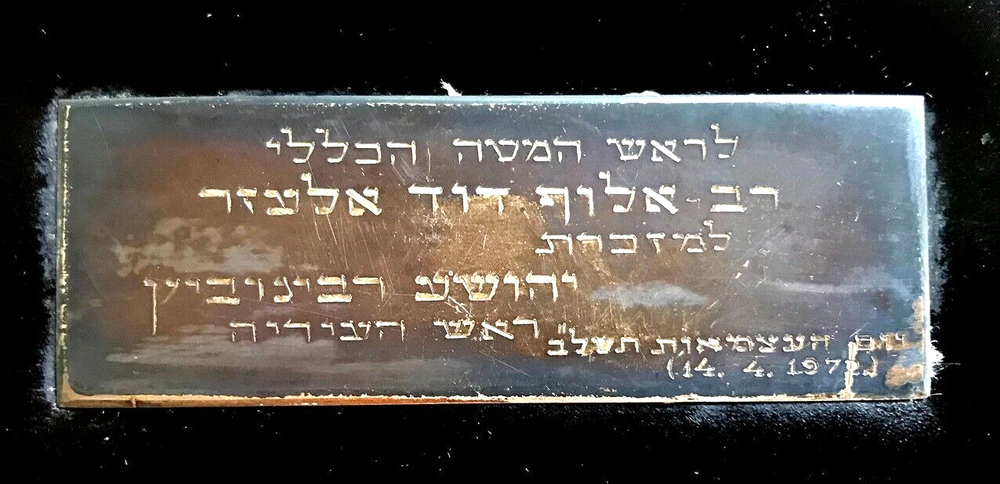 לראש המטה הכללי
רב-אלוף דוד אלעזר
למזכרת
יהושע רבינוביץ
ראש העיריה
יום העצמאות תשל"ב
(14. 4. 1972)